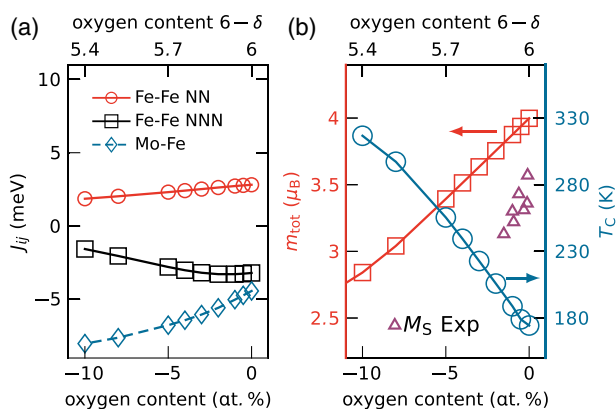 (a)
oxygen content 6 − δ
5.4 5.7 6
10
5
0
−5
J_ij (meV)
Fe-Fe NN
Fe-Fe NNN
Mo-Fe
−10 −5 0
oxygen content (at. %)
(b)
oxygen content 6 − δ
5.4 5.7 6
4
3.5
3
2.5
m_tot (μ_B)
330
280
230
180
T_C (K)
M_S Exp
−10 −5 0
oxygen content (at. %)